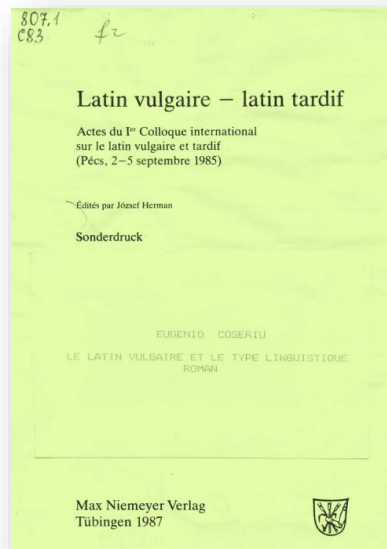 807.1
C83
fr
Latin vulgaire – latin tardif
Actes du Ier Colloque international
sur le latin vulgaire et tardif
(Pécs, 2–5 septembre 1985)
Édités par József Herman
Sonderdruck
EUGENIO COSERIU
LE LATIN VULGAIRE ET LE TYPE LINGUISTIQUE
ROMAN
Max Niemeyer Verlag
Tübingen 1987